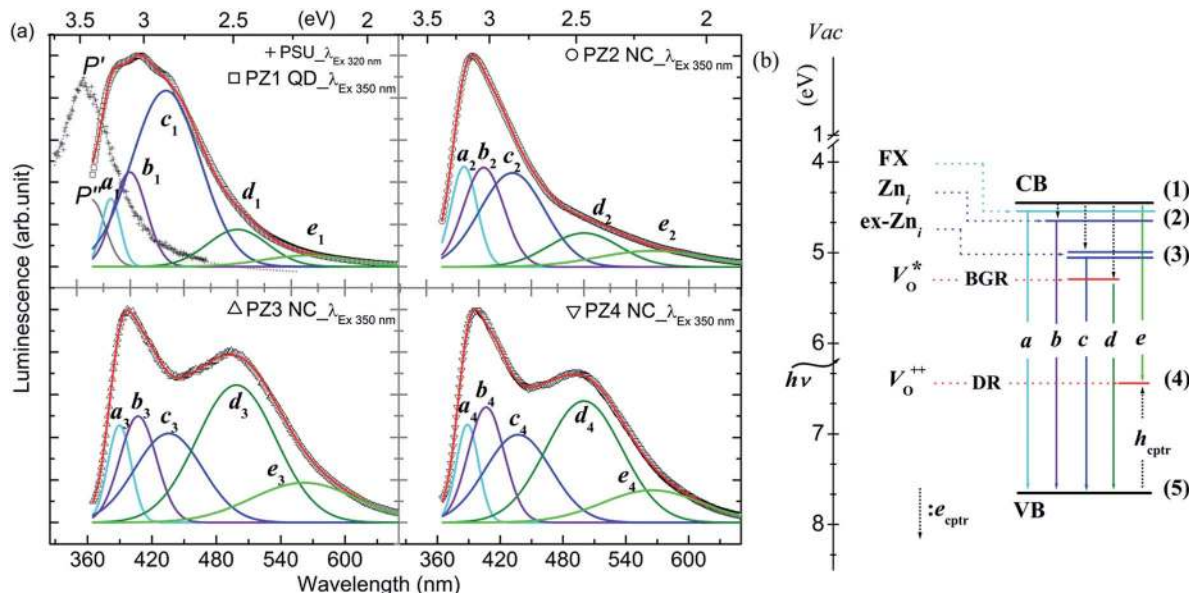 3.5 3 2.5 (eV) 2 3.5 3 2.5 2
(a)
+ PSU_λEx 320 nm
□ PZ1 QD_λEx 350 nm
P'
P''
a1
b1
c1
d1
e1
○ PZ2 NC_λEx 350 nm
a2
b2
c2
d2
e2
△ PZ3 NC_λEx 350 nm
a3
b3
c3
d3
e3
▽ PZ4 NC_λEx 350 nm
a4
b4
c4
d4
e4
Luminescence (arb.unit)
360 420 480 540 600 360 420 480 540 600
Wavelength (nm)
(b)
Vac
(eV)
1
4
5
6
hν
7
8
FX
Zni
ex-Zni
VO*
BGR
VO++
DR
CB
(1)
(2)
(3)
a b c d e
(4)
hcptr
(5)
VB
:ecptr